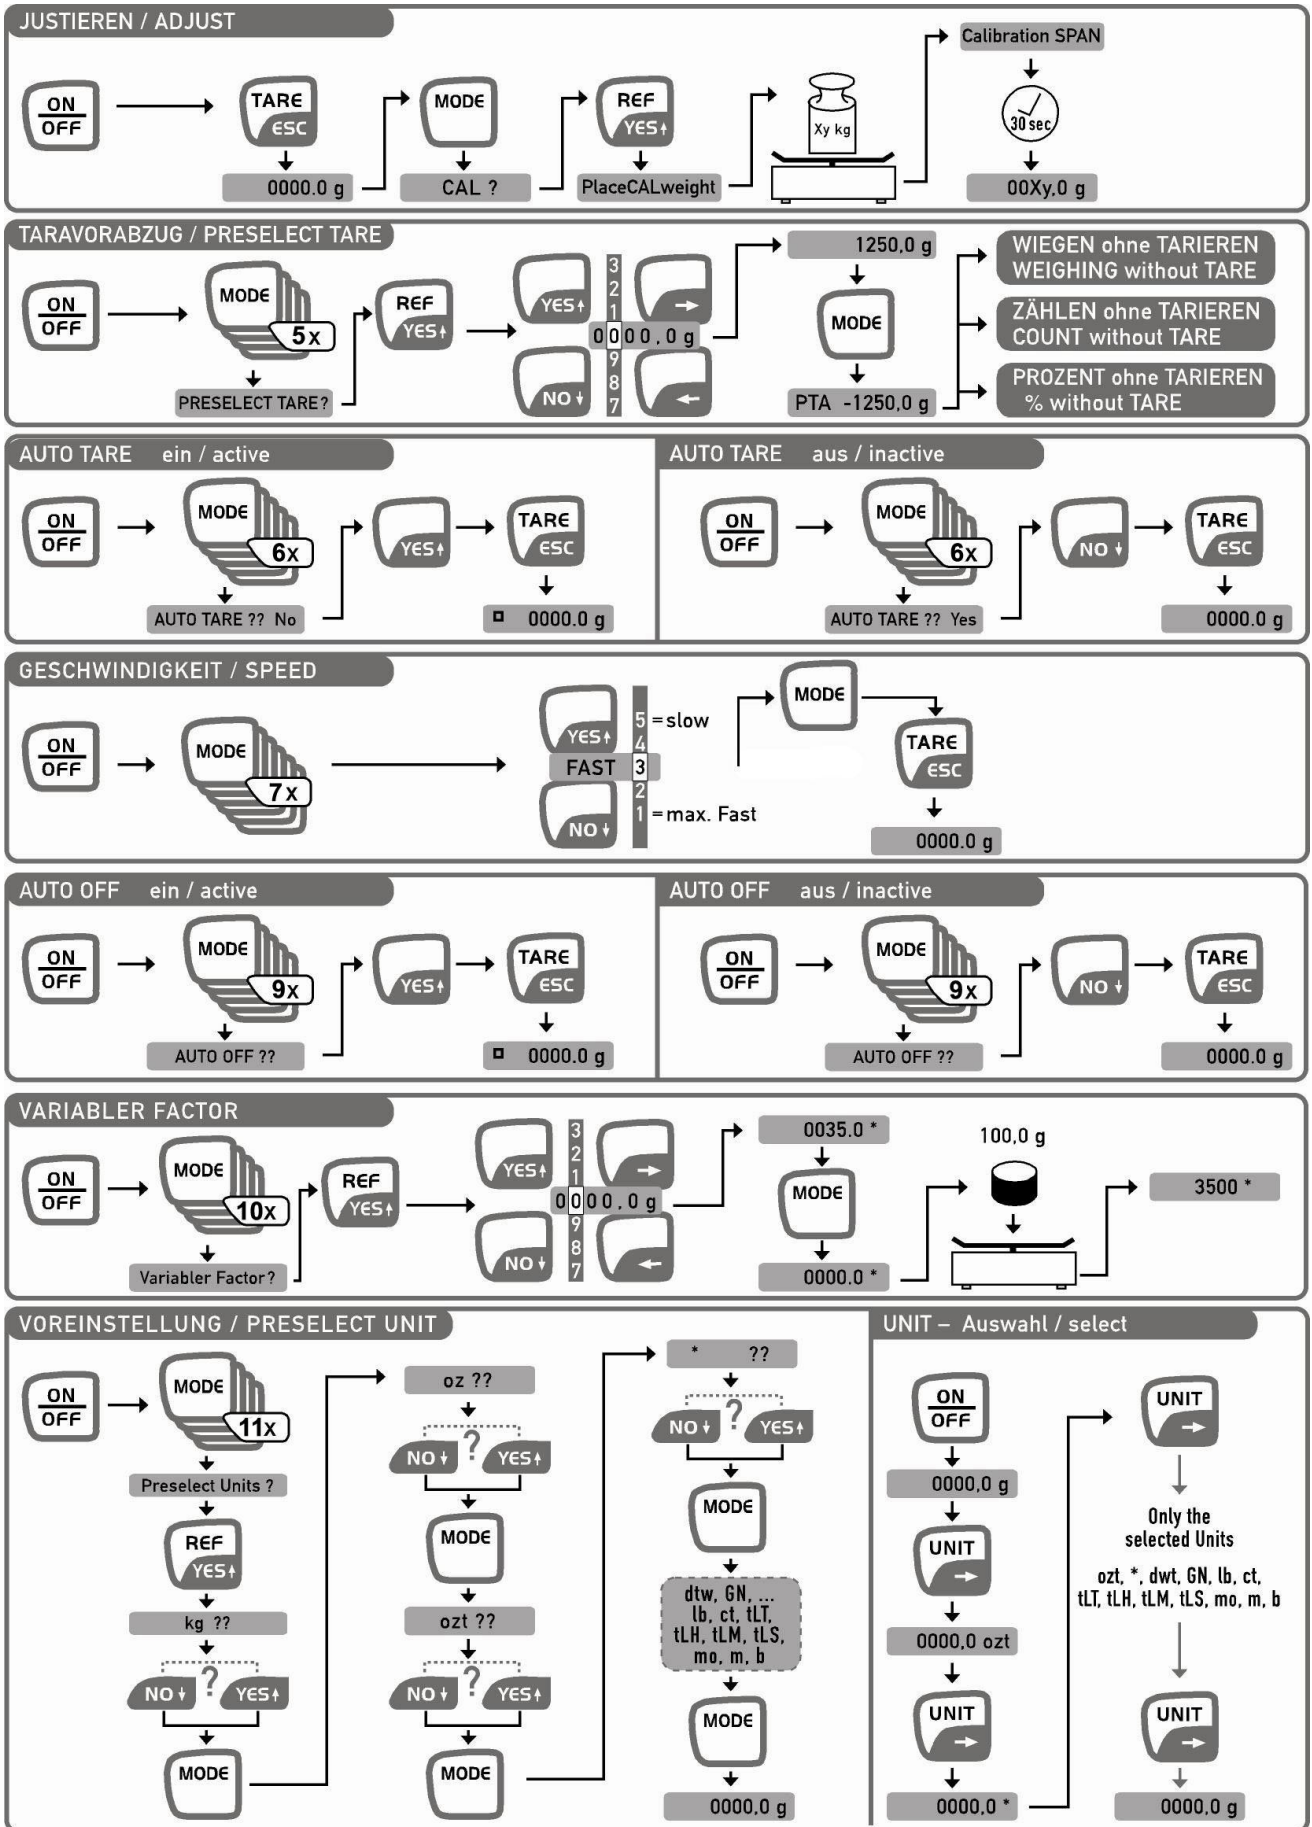 JUSTIEREN / ADJUST
ON
OFF
TARE
ESC
0000.0 g
MODE
CAL ?
REF
YES↑
PlaceCALweight
Xy kg
Calibration SPAN
30 sec
00Xy,0 g
TARAVORABZUG / PRESELECT TARE
ON
OFF
MODE
5x
PRESELECT TARE?
REF
YES↑
YES↑
NO↓
3
2
1
0000,0 g
9
8
7
→
←
1250,0 g
MODE
PTA -1250,0 g
WIEGEN ohne TARIEREN
WEIGHING without TARE
ZÄHLEN ohne TARIEREN
COUNT without TARE
PROZENT ohne TARIEREN
% without TARE
AUTO TARE ein / active
ON
OFF
MODE
6x
AUTO TARE ?? No
YES↑
TARE
ESC
0000.0 g
AUTO TARE aus / inactive
ON
OFF
MODE
6x
AUTO TARE ?? Yes
NO↓
TARE
ESC
0000.0 g
GESCHWINDIGKEIT / SPEED
ON
OFF
MODE
7x
YES↑
5 =slow
4
FAST 3
2
1 =max. Fast
NO↓
MODE
TARE
ESC
0000.0 g
AUTO OFF ein / active
ON
OFF
MODE
9x
AUTO OFF ??
YES↑
TARE
ESC
0000.0 g
AUTO OFF aus / inactive
ON
OFF
MODE
9x
AUTO OFF ??
NO↓
TARE
ESC
0000.0 g
VARIABLER FACTOR
ON
OFF
MODE
10x
Variabler Factor?
REF
YES↑
YES↑
NO↓
3
2
1
0000,0 g
9
8
7
→
←
0035.0 *
MODE
0000.0 *
100,0 g
3500 *
VOREINSTELLUNG / PRESELECT UNIT
ON
OFF
MODE
11x
Preselect Units ?
REF
YES↑
kg ??
NO↓ ? YES↑
MODE
oz ??
NO↓ ? YES↑
MODE
ozt ??
NO↓ ? YES↑
MODE
* ??
NO↓ ? YES↑
MODE
dtw, GN, ...
lb, ct, tLT,
tLH, tLM, tLS,
mo, m, b
MODE
0000,0 g
UNIT – Auswahl / select
ON
OFF
0000,0 g
UNIT
→
0000,0 ozt
UNIT
→
0000,0 *
UNIT
→
Only the
selected Units
ozt, *, dwt, GN, lb, ct,
tLT, tLH, tLM, tLS, mo, m, b
UNIT
→
0000,0 g